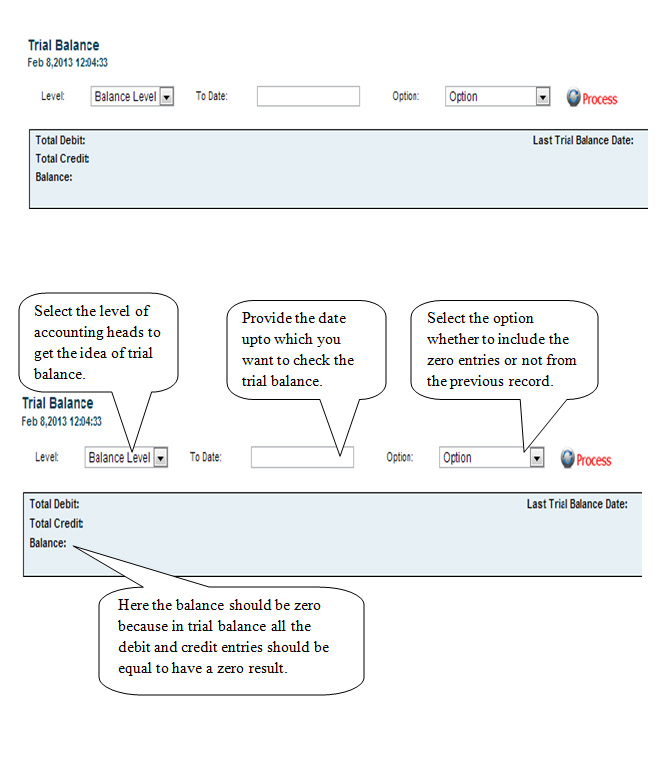 Trial Balance
Feb 8,2013 12:04:33
Level: Balance Level To Date: Option: Option Process
Total Debit: Last Trial Balance Date:
Total Credit:
Balance:
Select the level of
accounting heads to
get the idea of trial
balance.
Provide the date
upto which you
want to check the
trial balance.
Select the option
whether to include the
zero entries or not from
the previous record.
Trial Balance
Feb 8,2013 12:04:33
Level: Balance Level To Date: Option: Option Process
Total Debit: Last Trial Balance Date:
Total Credit:
Balance:
Here the balance should be zero
because in trial balance all the
debit and credit entries should be
equal to have a zero result.